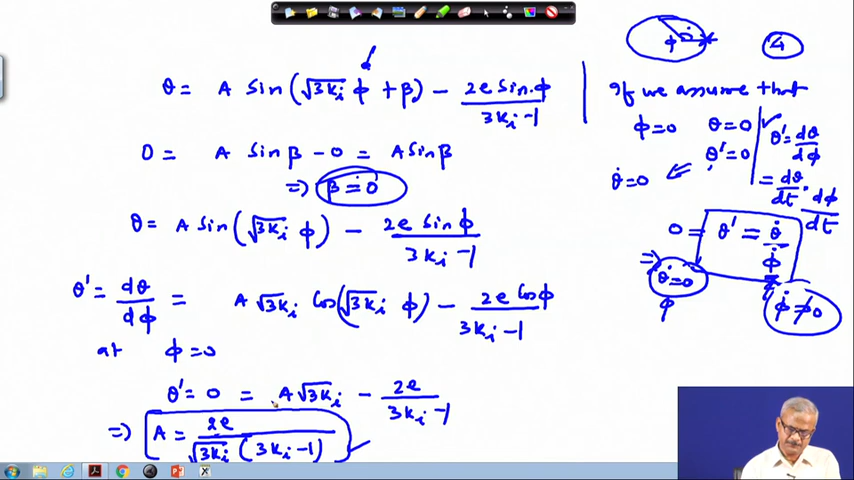 θ = A sin(√3kᵢ ϕ + β) − 2e sin ϕ / 3kᵢ−1
0 = A sin β − 0 = A sin β
⇒ β = 0
θ = A sin(√3kᵢ ϕ) − 2e sin ϕ / 3kᵢ−1
θ' = dθ/dϕ = A √3kᵢ cos(√3kᵢ ϕ) − 2e cos ϕ / 3kᵢ−1
at ϕ = 0
θ' = 0 = A √3kᵢ − 2e / 3kᵢ−1
⇒ A = 2e / √3kᵢ (3kᵢ−1)
ϕ
4
If we assume that
ϕ = 0 θ = 0
θ' = 0
θ̇ = 0 ⇐
θ' = dθ/dϕ
= dθ/dt · dϕ/dt
0 = θ' = θ̇/ϕ̇
⇒ θ̇ = 0
ϕ
ϕ̇ ≠ 0